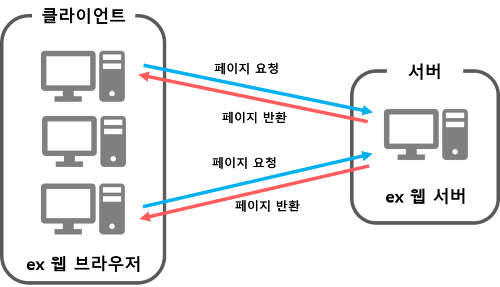 클라이언트
서버
페이지 요청
페이지 반환
페이지 요청
페이지 반환
ex 웹 브라우저
ex 웹 서버